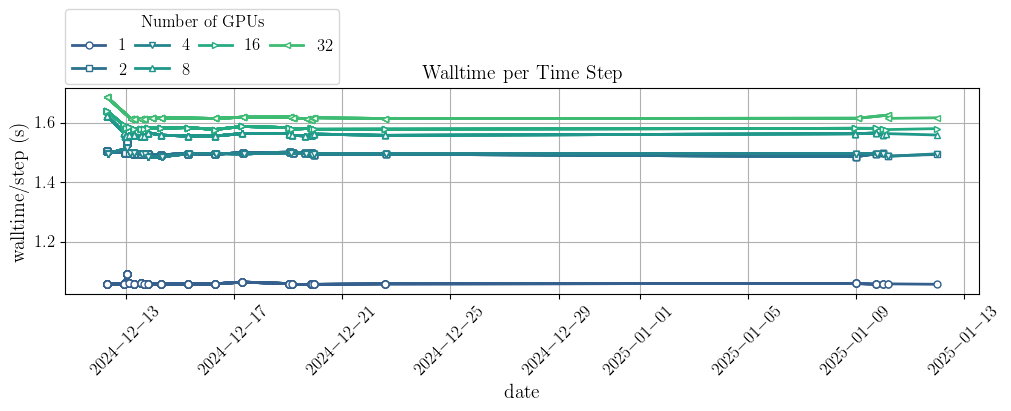 Number of GPUs
1 4 16 32
2 8
Walltime per Time Step
walltime/step (s)
1.6
1.4
1.2
2024−12−13 2024−12−17 2024−12−21 2024−12−25 2024−12−29 2025−01−01 2025−01−05 2025−01−09 2025−01−13
date